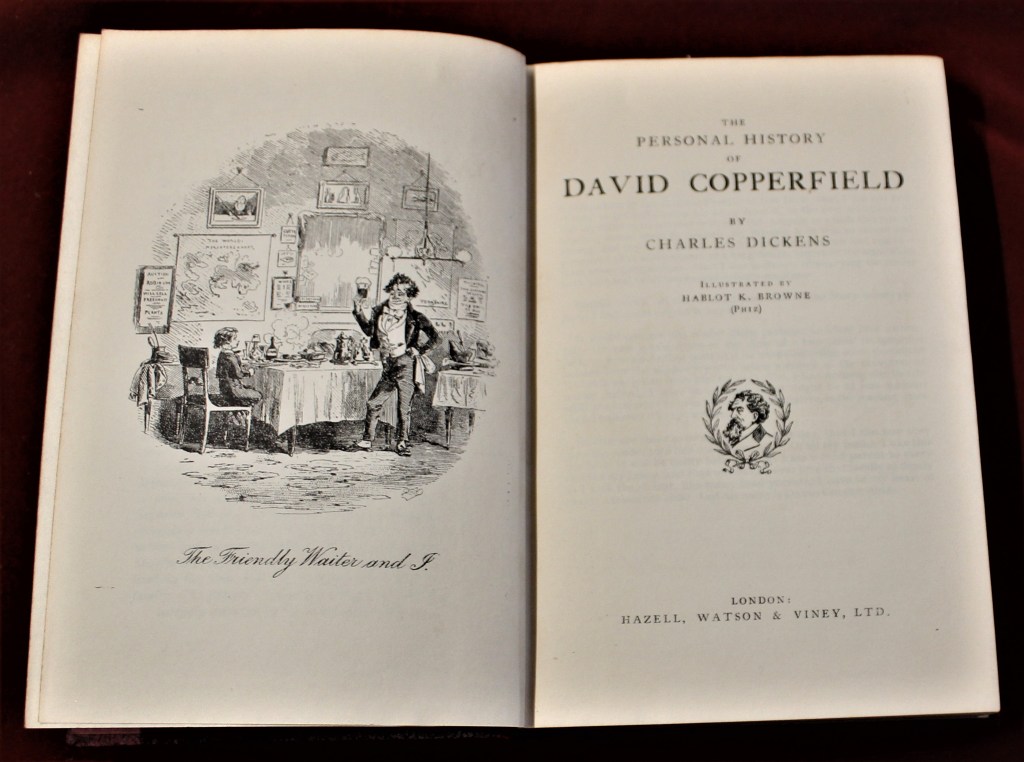 The Friendly Waiter and I.
THE
PERSONAL HISTORY
OF
DAVID COPPERFIELD
BY
CHARLES DICKENS
ILLUSTRATED BY
HABLOT K. BROWNE
(PHIZ)
LONDON:
HAZELL, WATSON & VINEY, LTD.